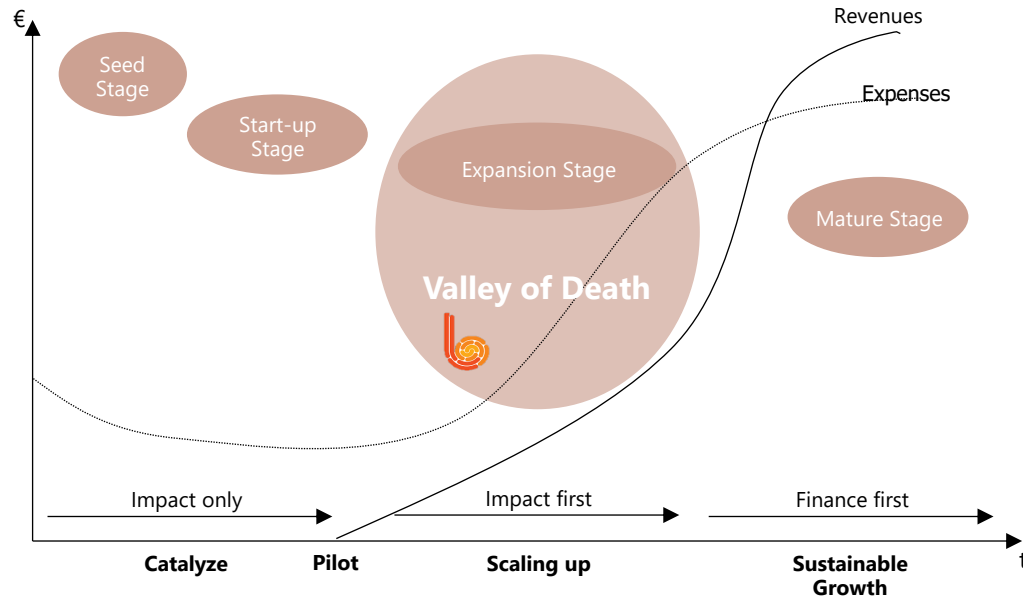 €
Revenues
Seed
Stage
Expenses
Start-up
Stage
Expansion Stage
Mature Stage
Valley of Death
Impact only
Impact first
Finance first
t
Catalyze
Pilot
Scaling up
Sustainable
Growth